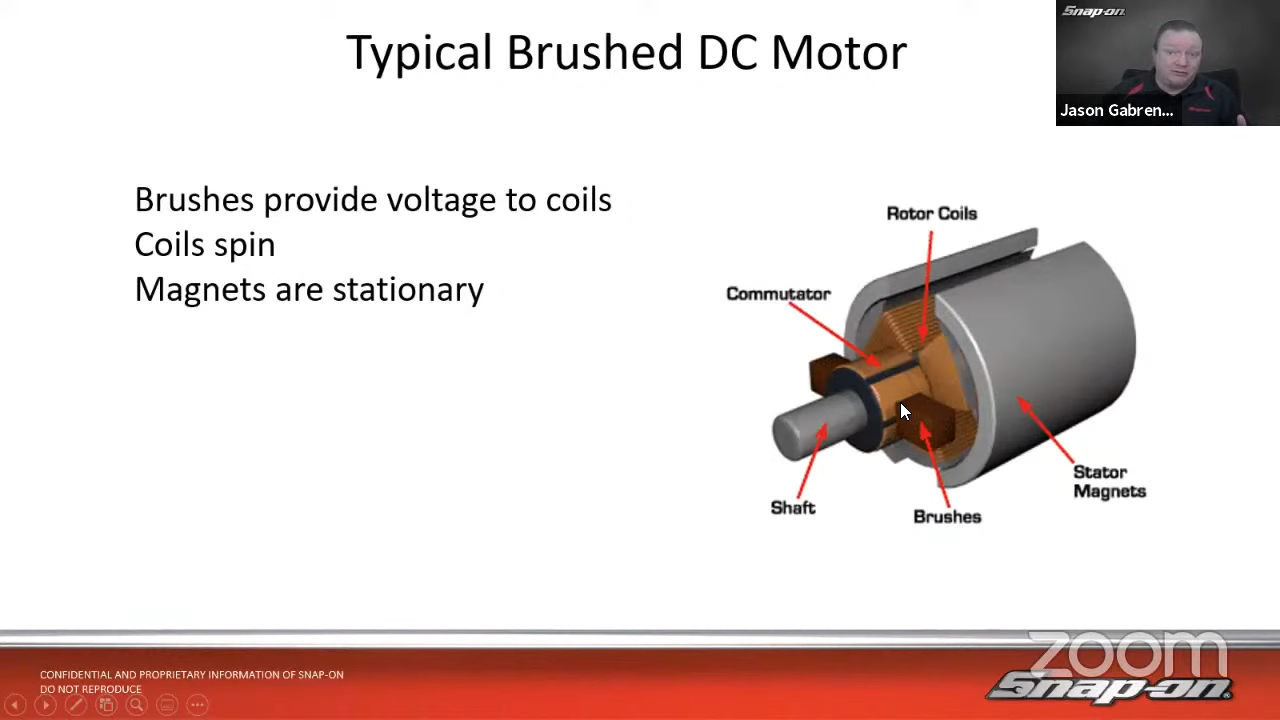 Typical Brushed DC Motor
Snap-on
Jason Gabren...
Brushes provide voltage to coils
Coils spin
Magnets are stationary
Rotor Coils
Commutator
Stator
Magnets
Shaft
Brushes
zoom
CONFIDENTIAL AND PROPRIETARY INFORMATION OF SNAP-ON
DO NOT REPRODUCE
Snap-on